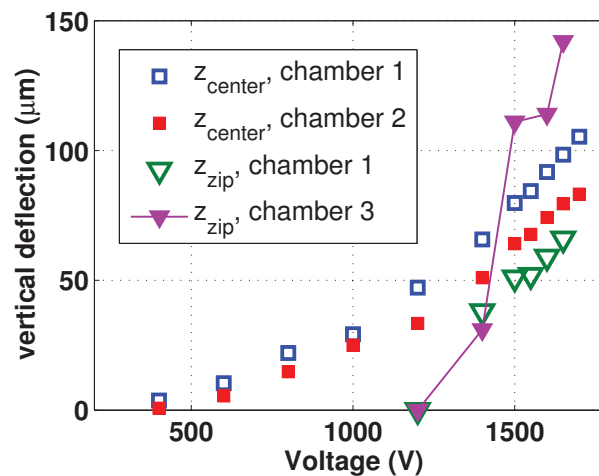 150
100
50
0
vertical deflection (μm)
z_center, chamber 1
z_center, chamber 2
z_zip, chamber 1
z_zip, chamber 3
500 1000 1500
Voltage (V)